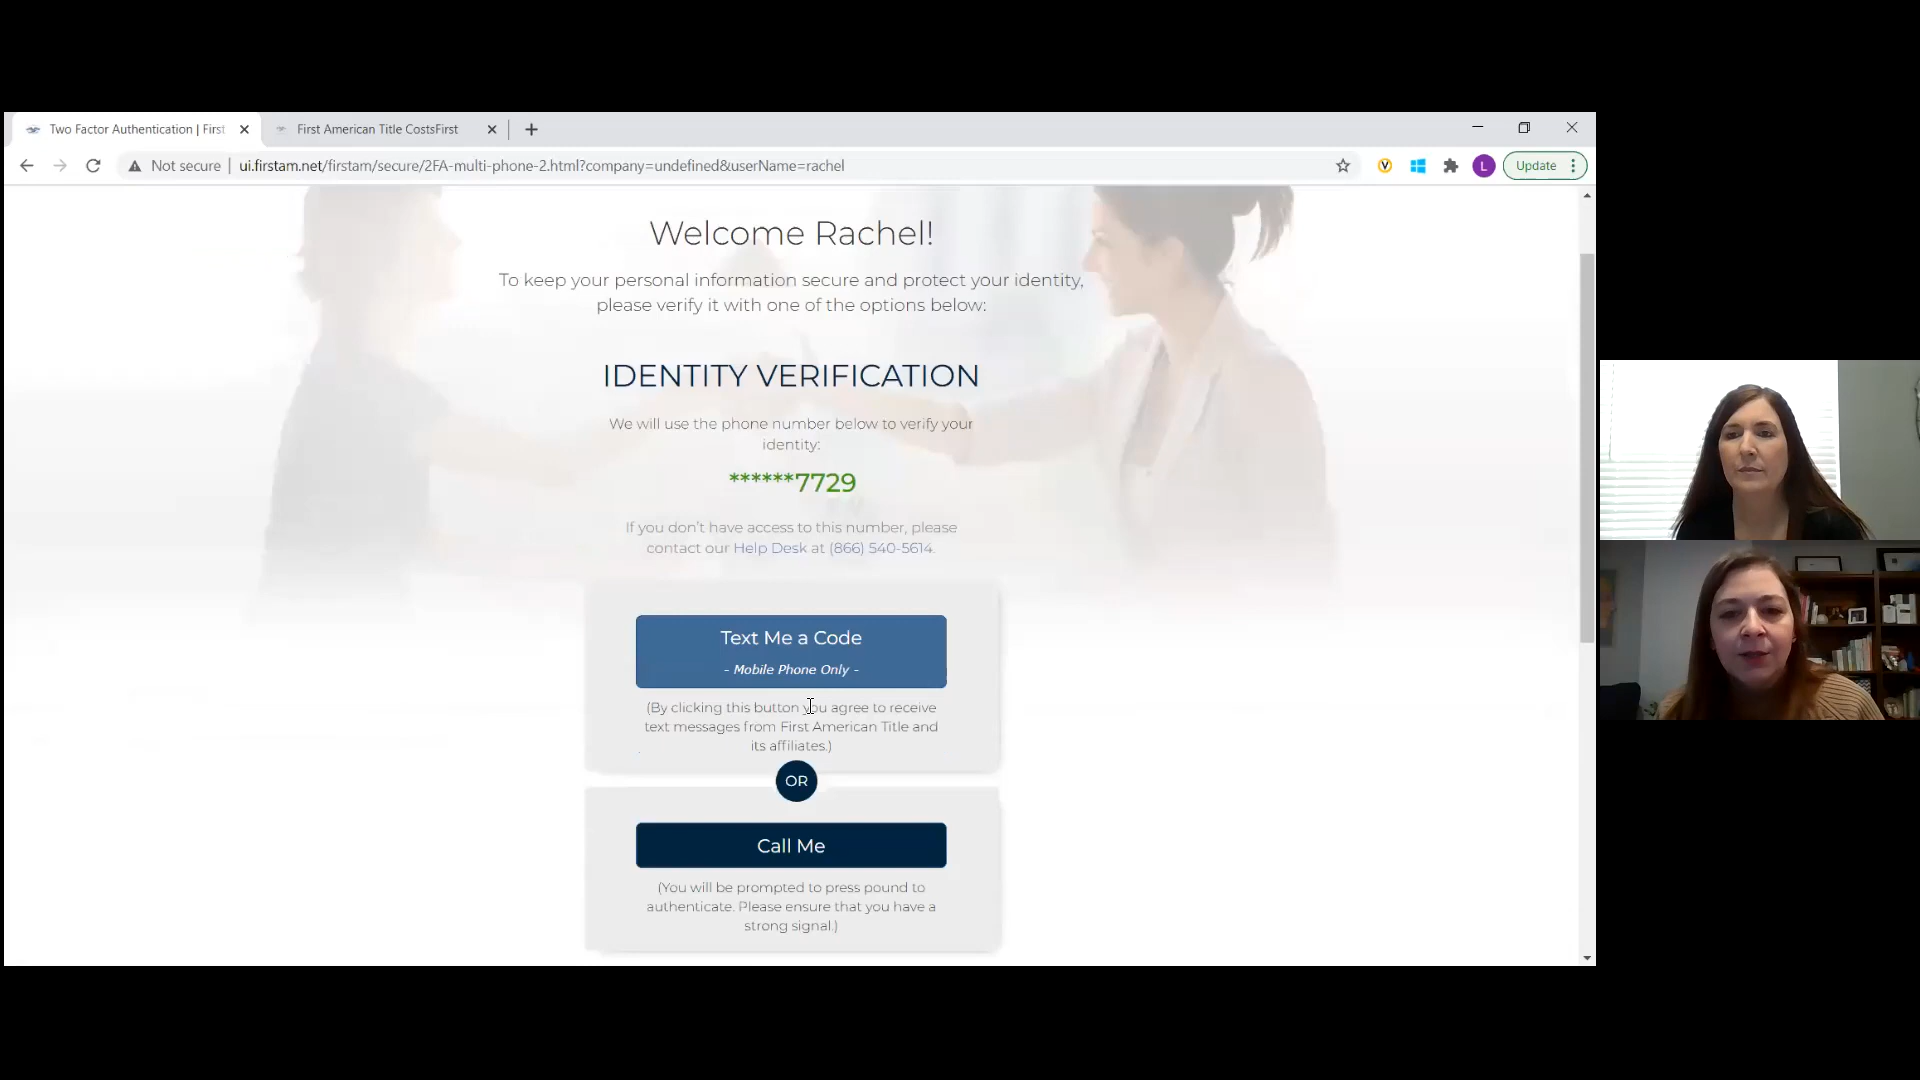 Two Factor Authentication | First
First American Title CostsFirst
Not secure
ui.firstam.net/firstam/secure/2FA-multi-phone-2.html?company=undefined&userName=rachel
V
L
Update
Welcome Rachel!
To keep your personal information secure and protect your identity,
please verify it with one of the options below:
IDENTITY VERIFICATION
We will use the phone number below to verify your
identity:
******7729
If you don't have access to this number, please
contact our Help Desk at (866) 540-5614.
Text Me a Code
- Mobile Phone Only -
(By clicking this button you agree to receive
text messages from First American Title and
its affiliates.)
OR
Call Me
(You will be prompted to press pound to
authenticate. Please ensure that you have a
strong signal.)